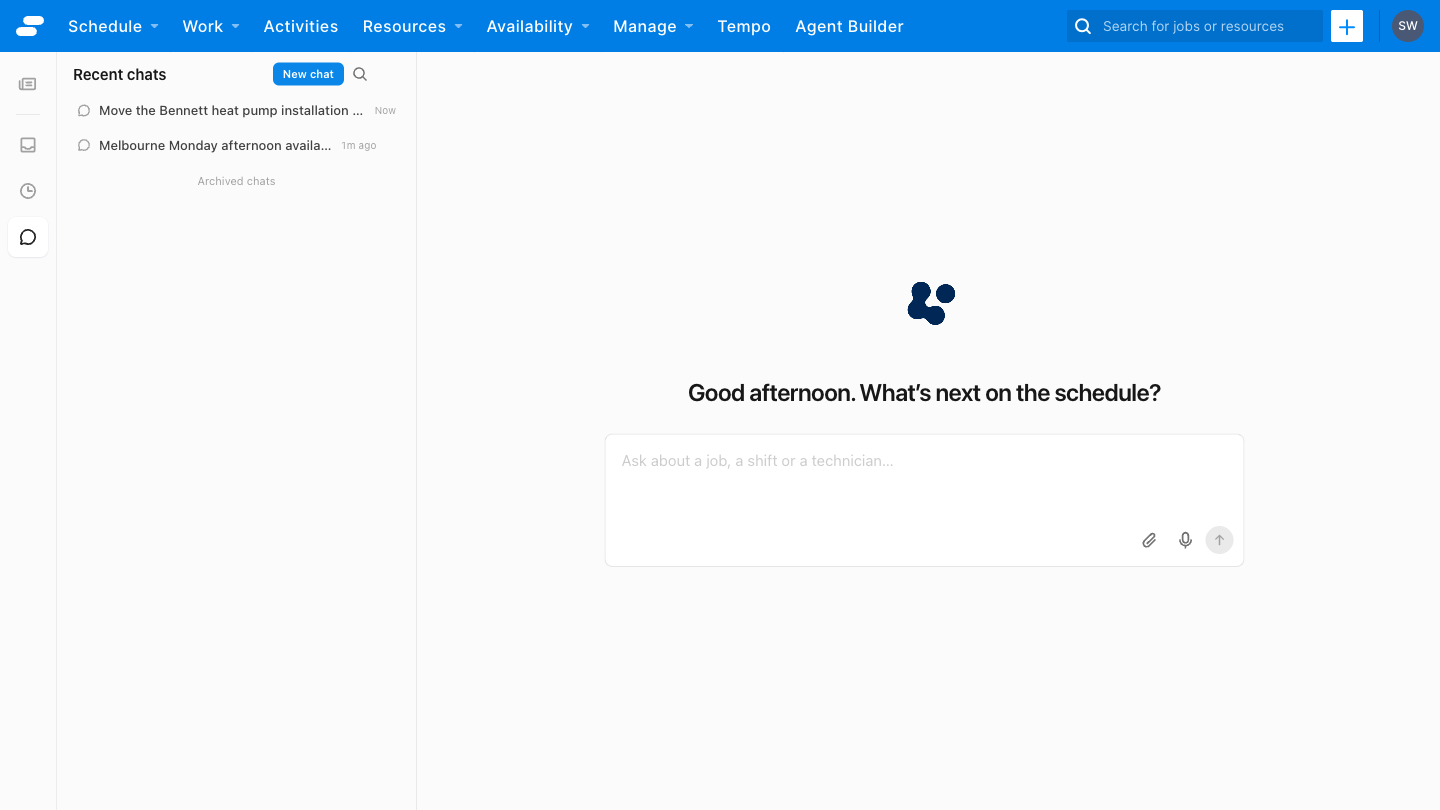 Schedule Work Activities Resources Availability Manage Tempo Agent Builder Search for jobs or resources SW
Recent chats New chat
Move the Bennett heat pump installation ... Now
Melbourne Monday afternoon availa... 1m ago
Archived chats
Good afternoon. What's next on the schedule?
Ask about a job, a shift or a technician...